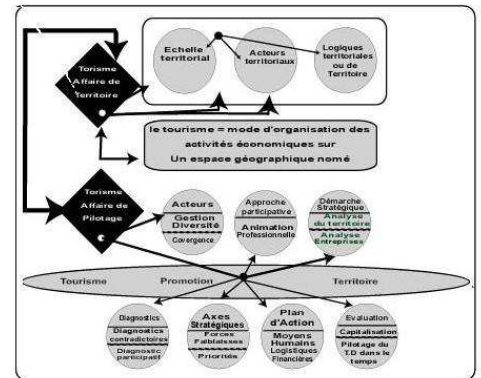 Torisme
Affaire de
Territoire
Echelle
territorial
Acteurs
territoriaux
Logiques
territoriales
ou de
Territoire
le tourisme = mode d'organisation des
activités économiques sur
Un espace géographique nomé
Torisme
Affaire de
Pilotage
Acteurs
Gestion
Diversité
Covergence
Approche
participative
Animation
Professionnelle
Démarche
Stratégique
Analyse
du territoire
Analyse
Entreprises
Tourisme Promotion Territoire
Diagnostics
Diagnostics
contradictoires
Diagnostic
participatif
Axes
Stratégiques
Forces
Faiblaisses
Priorités
Plan
d'Action
Moyens
Humains
Logistiques
Financières
Evaluation
Capitalisation
Pilotage du
T.D dans le
temps